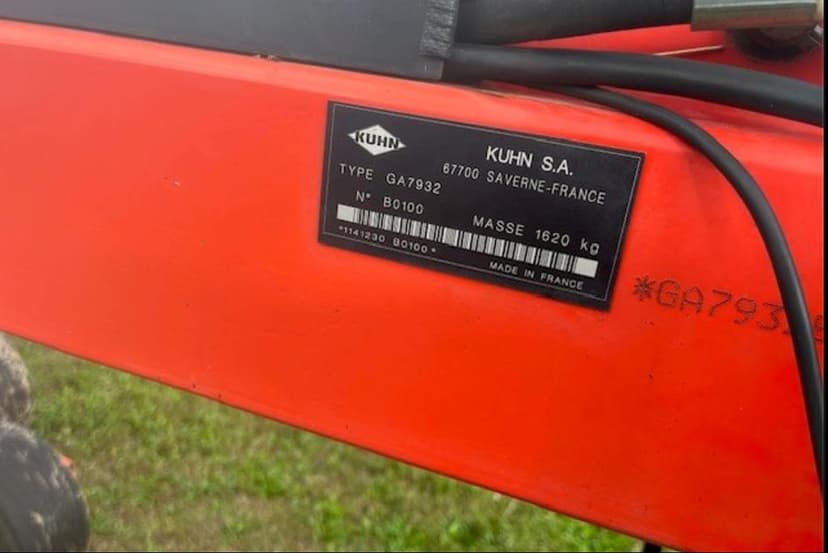 KUHN
KUHN S.A.
67700 SAVERNE-FRANCE
TYPE GA7932
N° B0100
MASSE 1620 kg
*1141230 B0100*
MADE IN FRANCE
*GA793